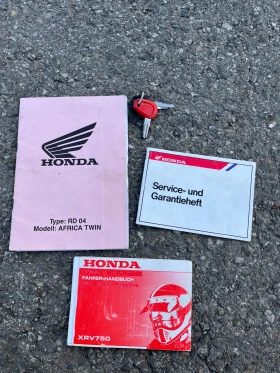 HONDA
Type: RD 04
Modell: AFRICA TWIN
HONDA
Service- und
Garantieheft
HONDA
FAHRER-HANDBUCH
XRV750